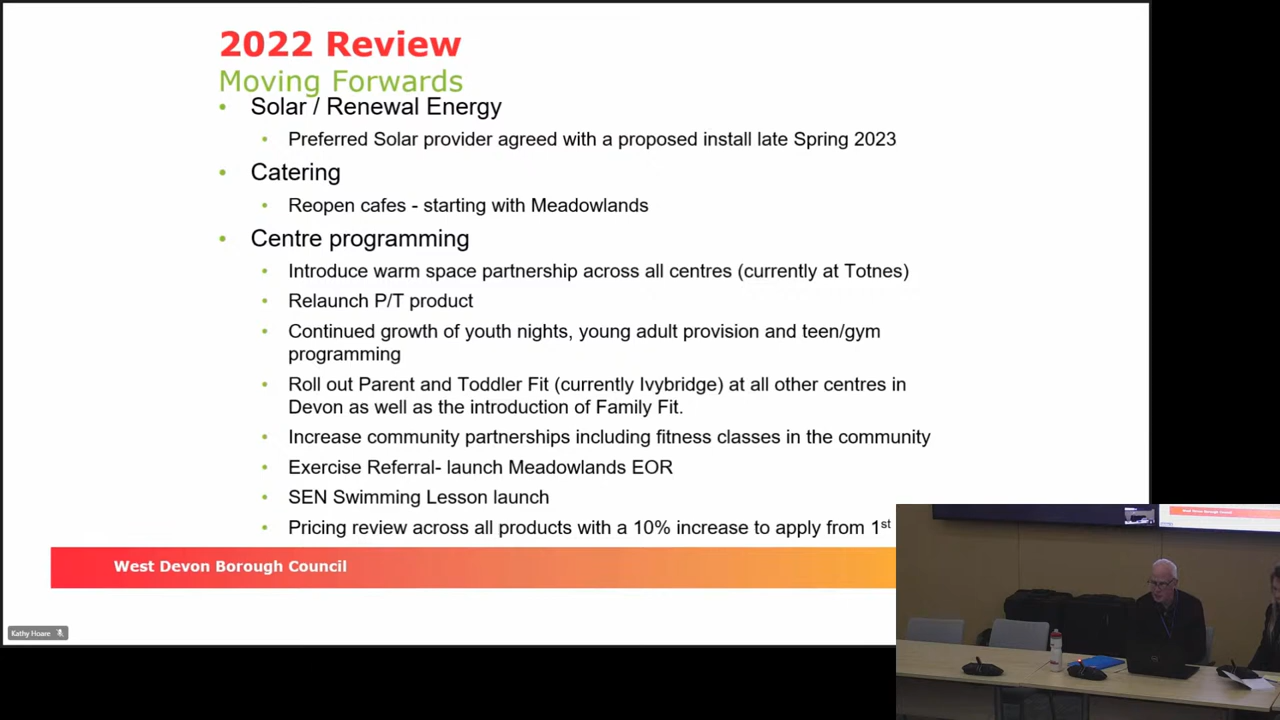 2022 Review
Moving Forwards
• Solar / Renewal Energy
• Preferred Solar provider agreed with a proposed install late Spring 2023
• Catering
• Reopen cafes - starting with Meadowlands
• Centre programming
• Introduce warm space partnership across all centres (currently at Totnes)
• Relaunch P/T product
• Continued growth of youth nights, young adult provision and teen/gym
programming
• Roll out Parent and Toddler Fit (currently Ivybridge) at all other centres in
Devon as well as the introduction of Family Fit.
• Increase community partnerships including fitness classes in the community
• Exercise Referral- launch Meadowlands EOR
• SEN Swimming Lesson launch
• Pricing review across all products with a 10% increase to apply from 1st
West Devon Borough Council
Kathy Hoare